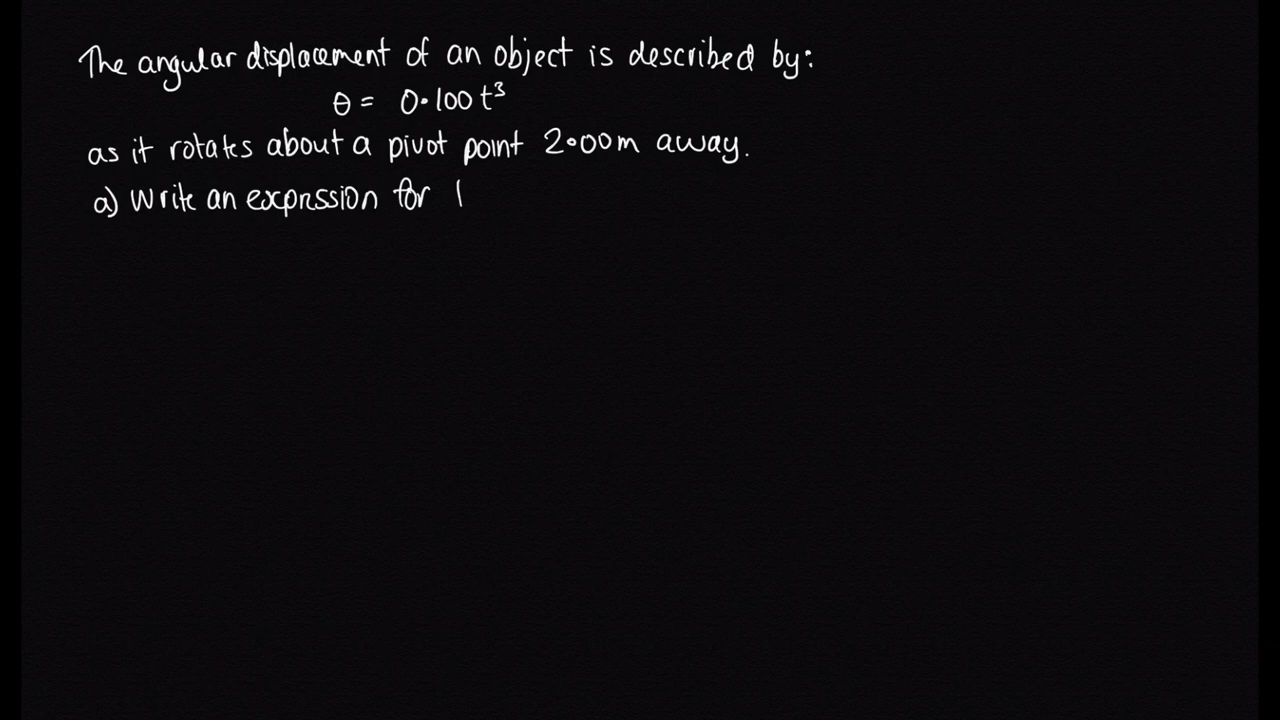 The angular displacement of an object is described by:
θ = 0.100 t³
as it rotates about a pivot point 2.00m away.
a) Write an expression for